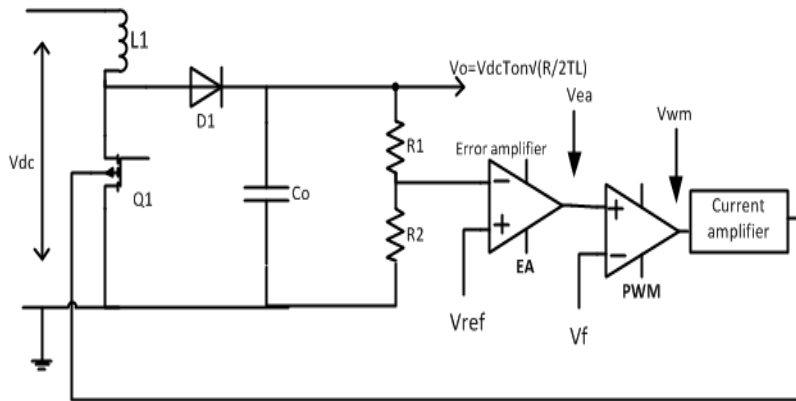 L1
Vo=VdcTon√(R/2TL)
Vea
Vwm
D1
R1
Error amplifier
Vdc
Q1
Co
R2
Current
amplifier
EA
PWM
Vref
Vf